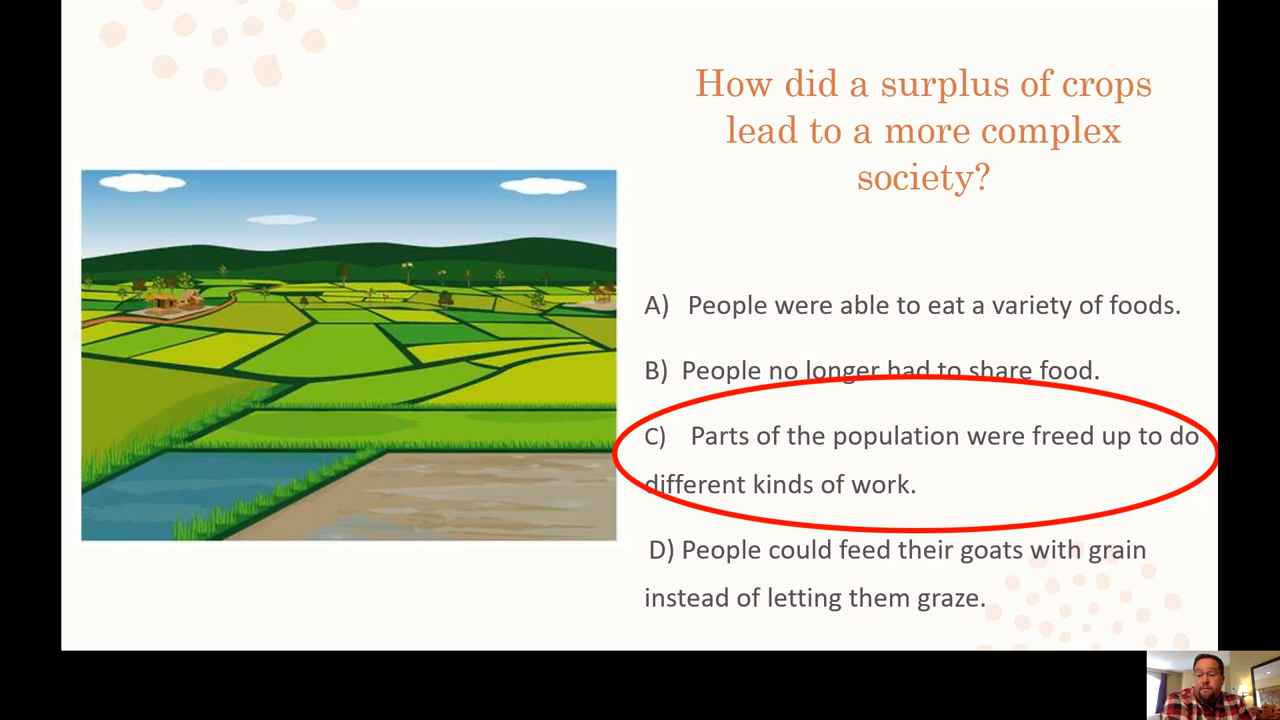 How did a surplus of crops
lead to a more complex
society?
A) People were able to eat a variety of foods.
B) People no longer had to share food.
C) Parts of the population were freed up to do
different kinds of work.
D) People could feed their goats with grain
instead of letting them graze.